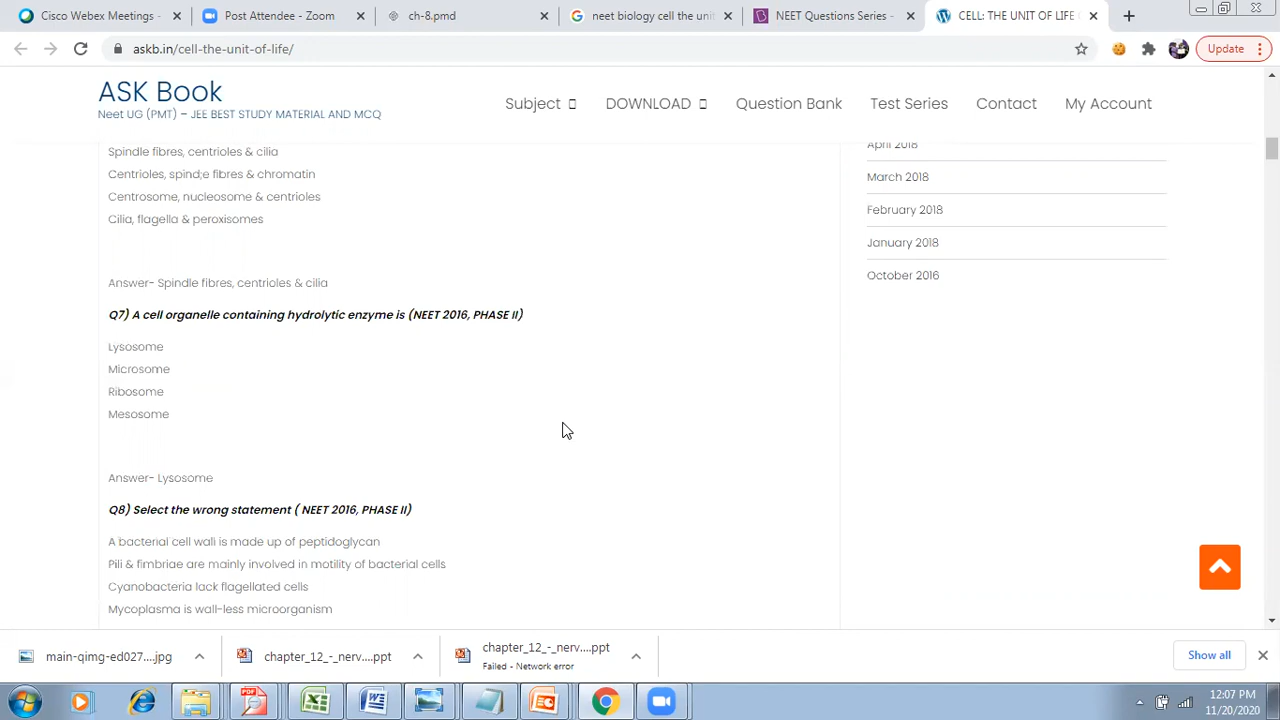 Cisco Webex Meetings -
Post Attendee - Zoom
ch-8.pmd
neet biology cell the uni
NEET Questions Series -
CELL: THE UNIT OF LIFE
askb.in/cell-the-unit-of-life/
Update
ASK Book
Neet UG (PMT) – JEE BEST STUDY MATERIAL AND MCQ
Subject
DOWNLOAD
Question Bank
Test Series
Contact
My Account
Spindle fibres, centrioles & cilia
Centrioles, spind;e fibres & chromatin
Centrosome, nucleosome & centrioles
Cilia, flagella & peroxisomes
Answer- Spindle fibres, centrioles & cilia
Q7) A cell organelle containing hydrolytic enzyme is (NEET 2016, PHASE II)
Lysosome
Microsome
Ribosome
Mesosome
Answer- Lysosome
Q8) Select the wrong statement ( NEET 2016, PHASE II)
A bacterial cell wali is made up of peptidoglycan
Pili & fimbriae are mainly involved in motility of bacterial cells
Cyanobacteria lack flagellated cells
Mycoplasma is wall-less microorganism
April 2018
March 2018
February 2018
January 2018
October 2016
main-qimg-ed027....jpg
chapter_12_-_nerv....ppt
chapter_12_-_nerv....ppt
Failed - Network error
Show all
12:07 PM
11/20/2020